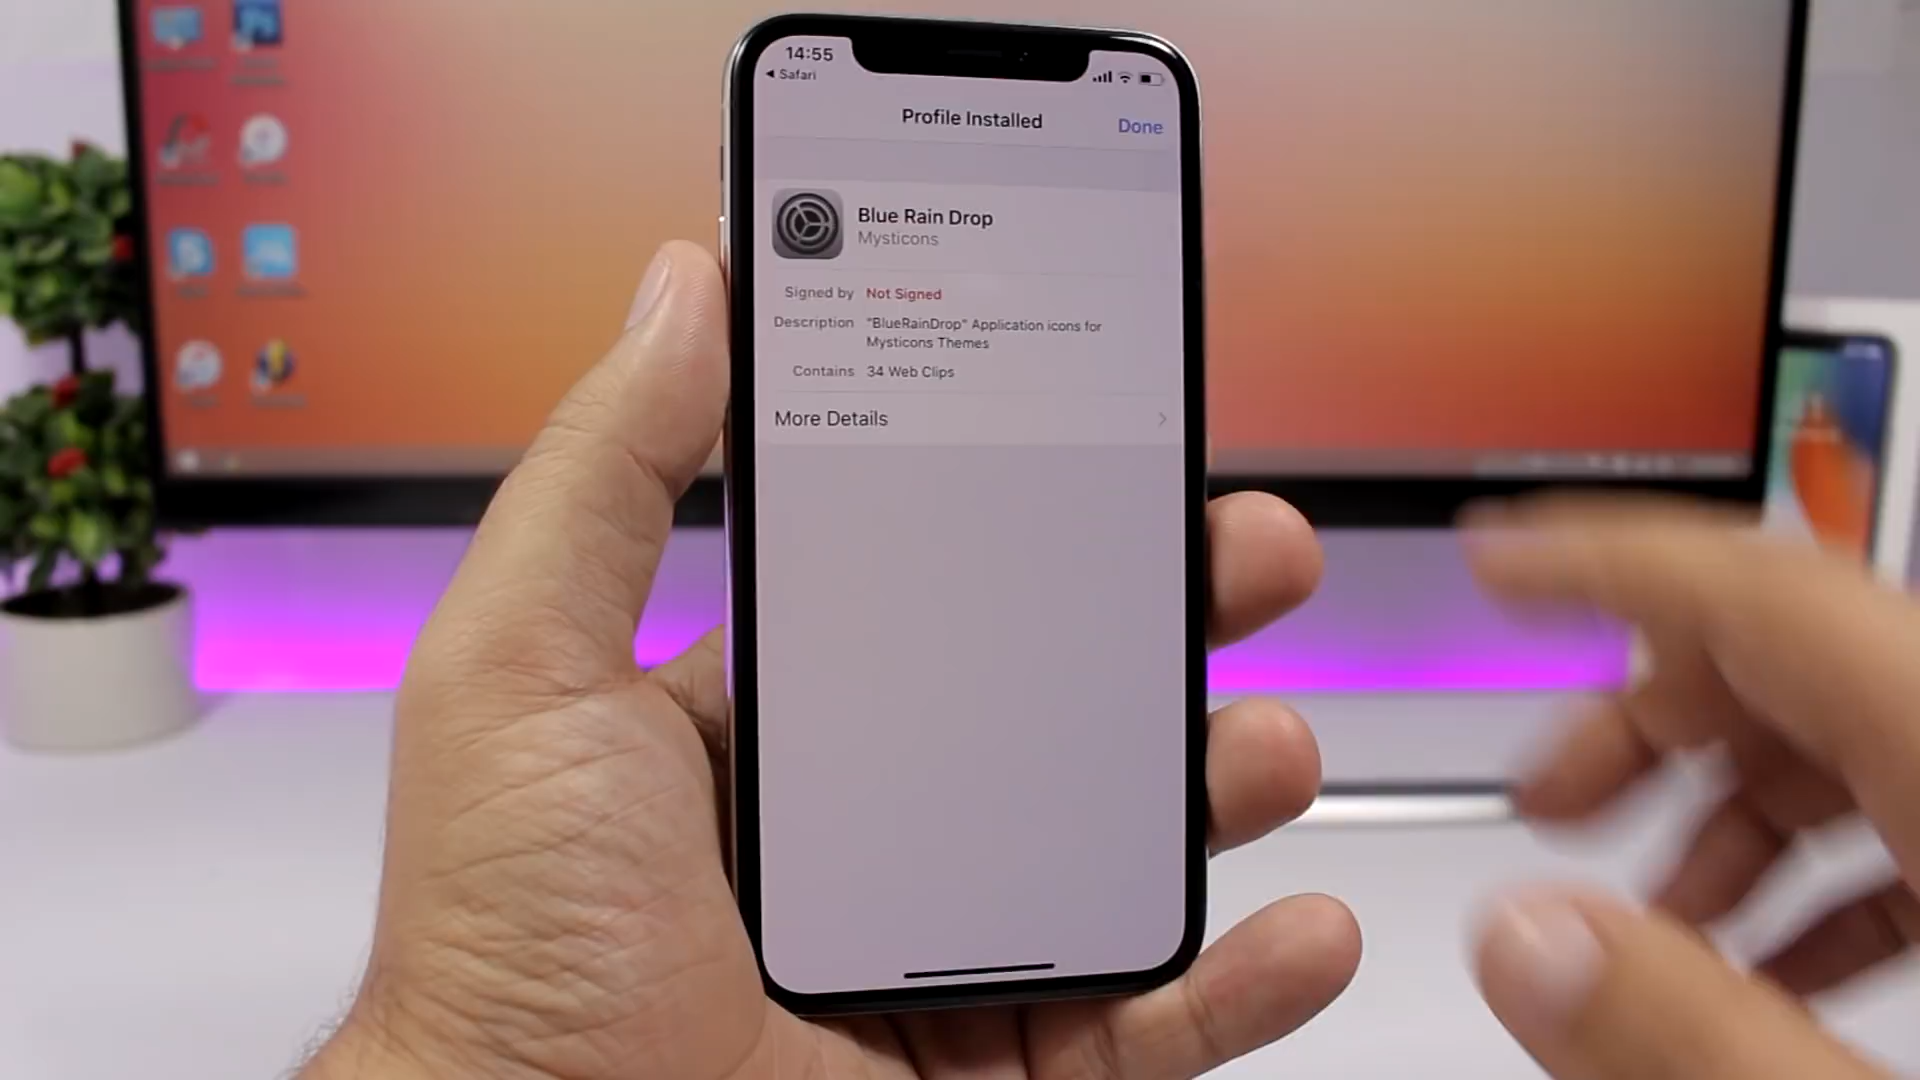 14:55
◀ Safari
Profile Installed
Done
Blue Rain Drop
Mysticons
Signed by Not Signed
Description "BlueRainDrop" Application icons for
Mysticons Themes
Contains 34 Web Clips
More Details